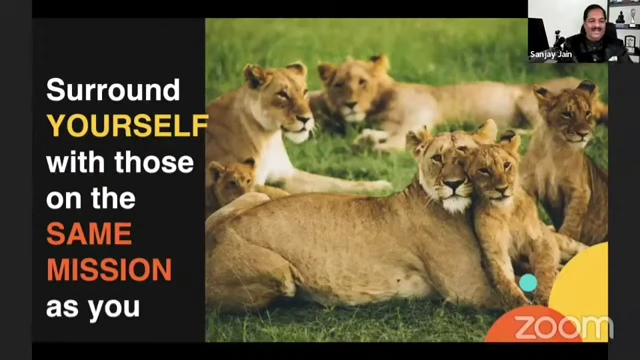 Sanjay Jain
Surround
YOURSELF
with those
on the
SAME
MISSION
as you
zoom